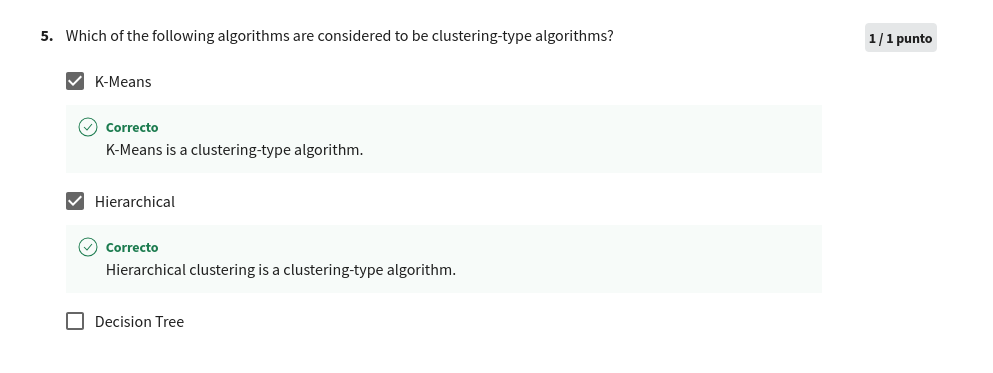 5. Which of the following algorithms are considered to be clustering-type algorithms?
1 / 1 punto
K-Means
Correcto
K-Means is a clustering-type algorithm.
Hierarchical
Correcto
Hierarchical clustering is a clustering-type algorithm.
Decision Tree